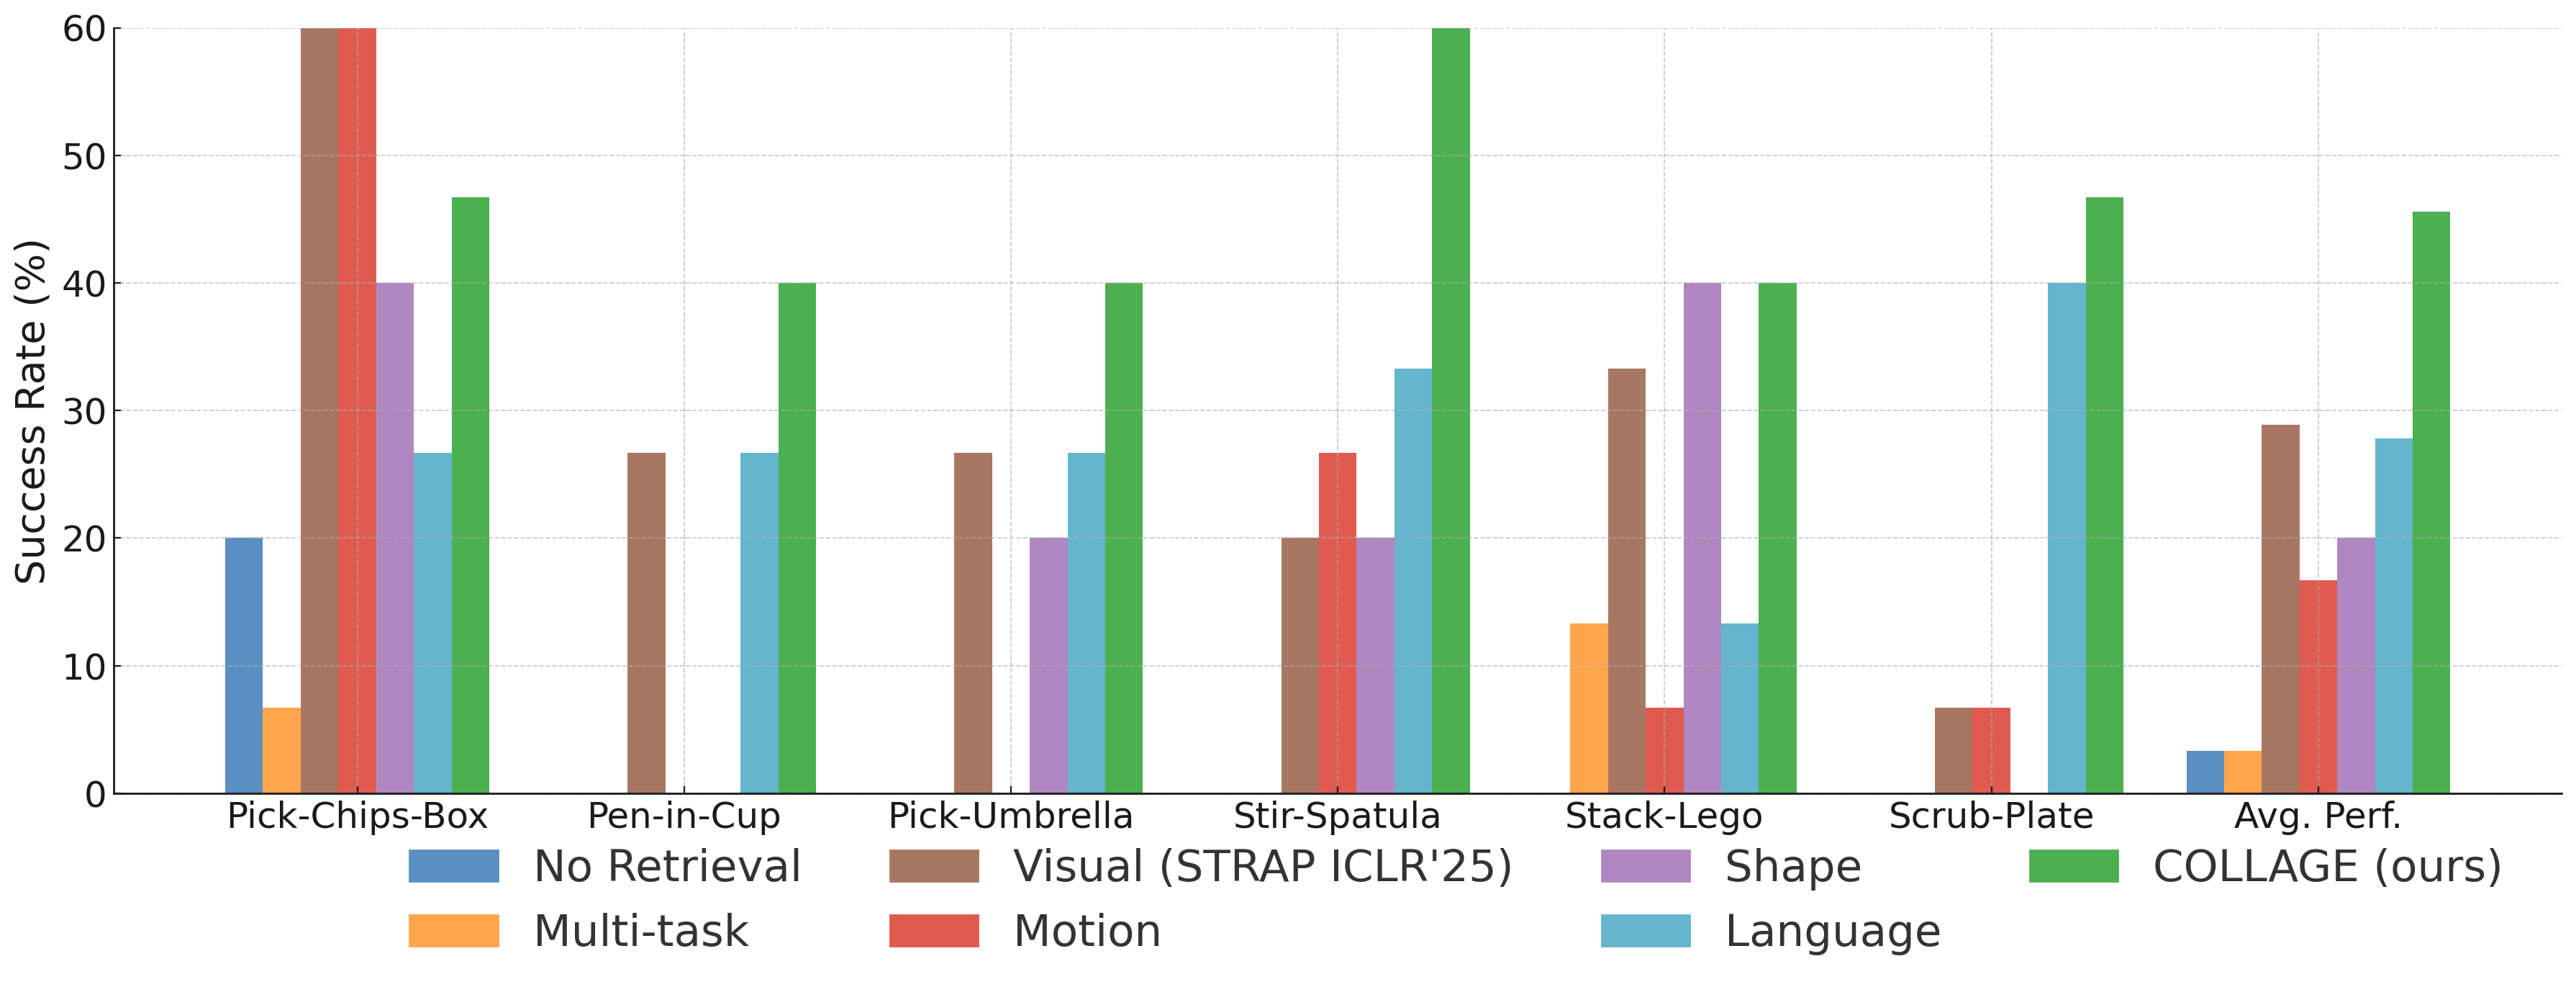 Success Rate (%)
60
50
40
30
20
10
0
Pick-Chips-Box Pen-in-Cup Pick-Umbrella Stir-Spatula Stack-Lego Scrub-Plate Avg. Perf.
No Retrieval Visual (STRAP ICLR'25) Shape COLLAGE (ours)
Multi-task Motion Language